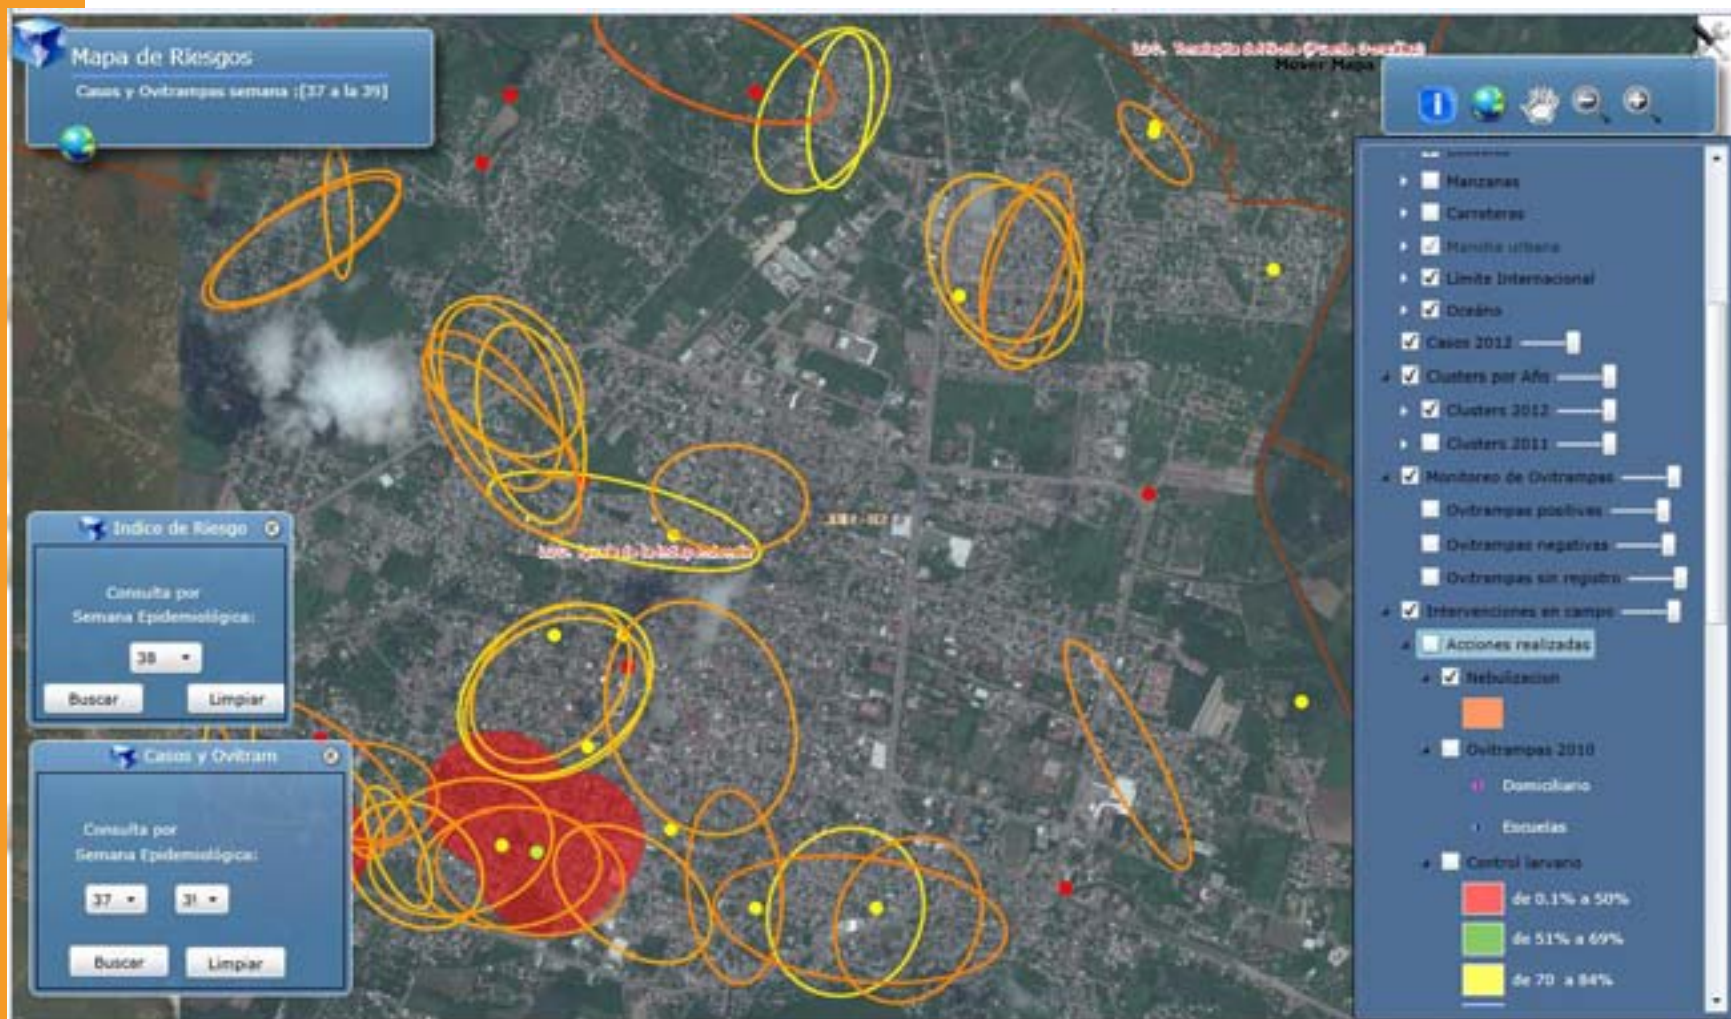 Mapa de Riesgos
Casos y Ovitrampas semana :[37 a la 39]
Mover Mapa
Manzanas
Carreteras
Mancha urbana
Limite Internacional
Oceáno
Casos 2012
Clusters por Año
Clusters 2012
Clusters 2011
Monitoreo de Ovitrampas
Ovitrampas positivas
Ovitrampas negativas
Ovitrampas sin registro
Intervenciones en campo
Acciones realizadas
Nebulizacion
Ovitrampas 2010
Domiciliario
Escuelas
Control larvario
de 0.1% a 50%
de 51% a 69%
de 70 a 84%
Indice de Riesgo
Consulta por
Semana Epidemiológica:
38
Buscar Limpiar
Casos y Ovitram
Consulta por
Semana Epidemiológica:
37
Buscar Limpiar